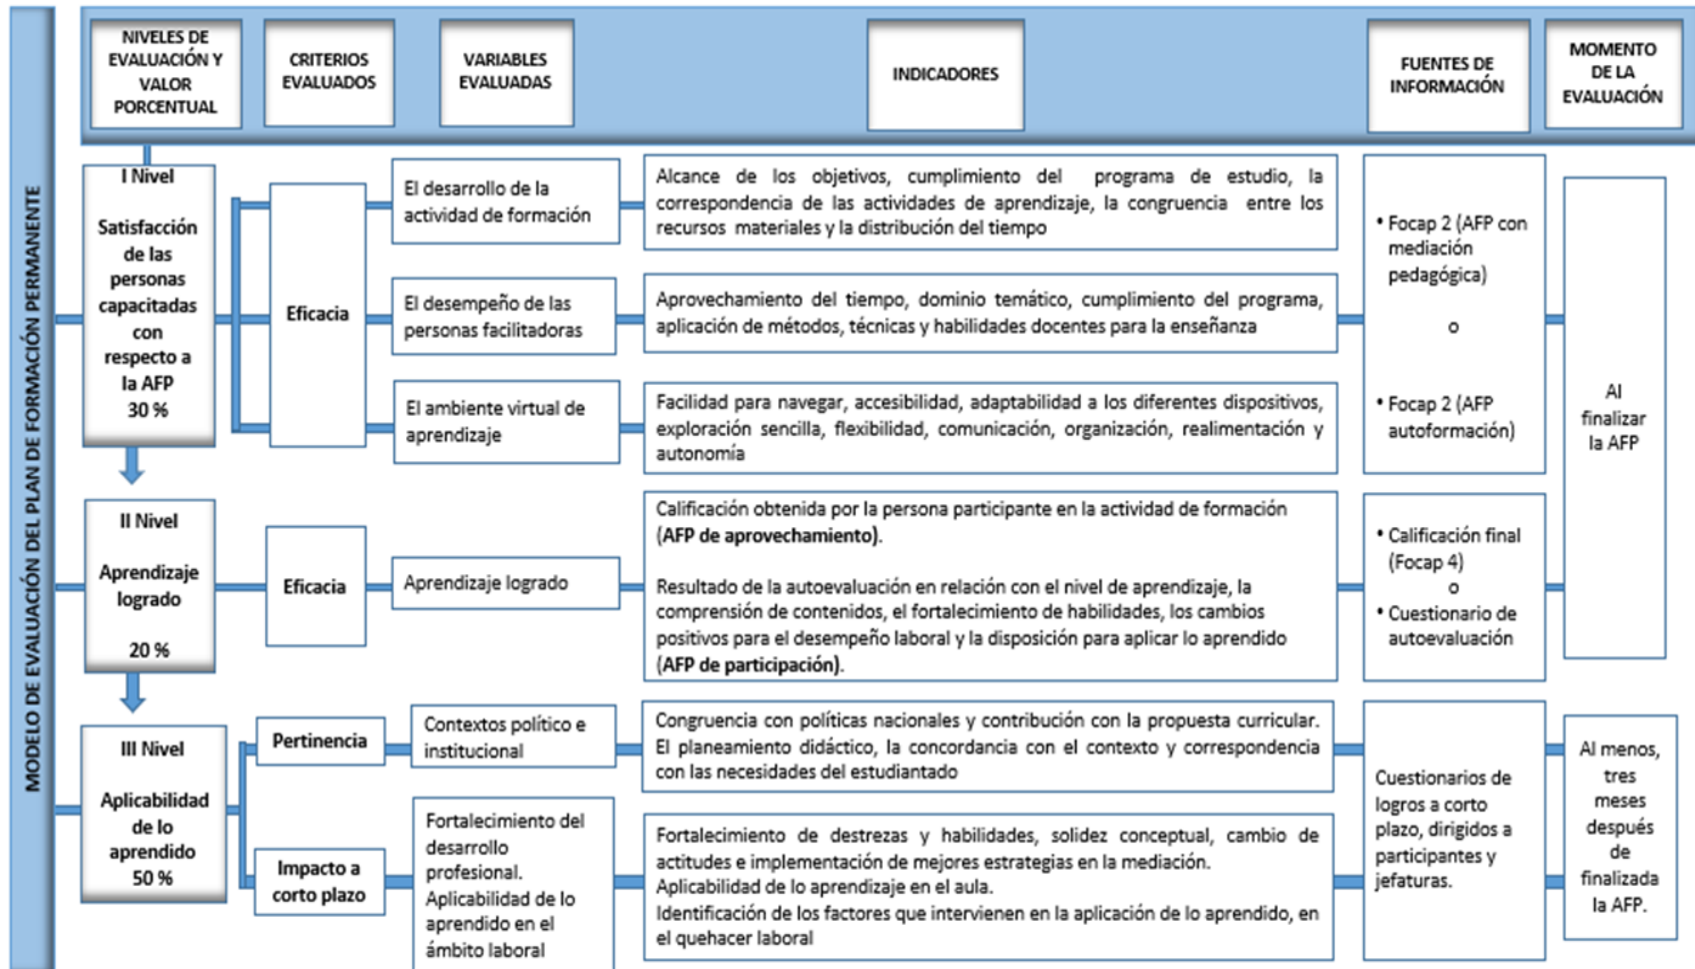 MODELO DE EVALUACIÓN DEL PLAN DE FORMACIÓN PERMANENTE
NIVELES DE
EVALUACIÓN Y
VALOR
PORCENTUAL
CRITERIOS
EVALUADOS
VARIABLES
EVALUADAS
INDICADORES
FUENTES DE
INFORMACIÓN
MOMENTO
DE LA
EVALUACIÓN
I Nivel
Satisfacción
de las
personas
capacitadas
con
respecto a
la AFP
30 %
Eficacia
El desarrollo de la
actividad de formación
Alcance de los objetivos, cumplimiento del programa de estudio, la
correspondencia de las actividades de aprendizaje, la congruencia entre los
recursos materiales y la distribución del tiempo
El desempeño de las
personas facilitadoras
Aprovechamiento del tiempo, dominio temático, cumplimiento del programa,
aplicación de métodos, técnicas y habilidades docentes para la enseñanza
El ambiente virtual de
aprendizaje
Facilidad para navegar, accesibilidad, adaptabilidad a los diferentes dispositivos,
exploración sencilla, flexibilidad, comunicación, organización, realimentación y
autonomía
• Focap 2 (AFP con
mediación
pedagógica)
o
• Focap 2 (AFP
autoformación)
Al
finalizar
la AFP
II Nivel
Aprendizaje
logrado
20 %
Eficacia
Aprendizaje logrado
Calificación obtenida por la persona participante en la actividad de formación
(AFP de aprovechamiento).
Resultado de la autoevaluación en relación con el nivel de aprendizaje, la
comprensión de contenidos, el fortalecimiento de habilidades, los cambios
positivos para el desempeño laboral y la disposición para aplicar lo aprendido
(AFP de participación).
• Calificación final
(Focap 4)
o
• Cuestionario de
autoevaluación
III Nivel
Aplicabilidad
de lo
aprendido
50 %
Pertinencia
Contextos político e
institucional
Congruencia con políticas nacionales y contribución con la propuesta curricular.
El planeamiento didáctico, la concordancia con el contexto y correspondencia
con las necesidades del estudiantado
Impacto a
corto plazo
Fortalecimiento del
desarrollo
profesional.
Aplicabilidad de lo
aprendido en el
ámbito laboral
Fortalecimiento de destrezas y habilidades, solidez conceptual, cambio de
actitudes e implementación de mejores estrategias en la mediación.
Aplicabilidad de lo aprendizaje en el aula.
Identificación de los factores que intervienen en la aplicación de lo aprendido, en
el quehacer laboral
Cuestionarios de
logros a corto
plazo, dirigidos a
participantes y
jefaturas.
Al menos,
tres
meses
después
de
finalizada
la AFP.